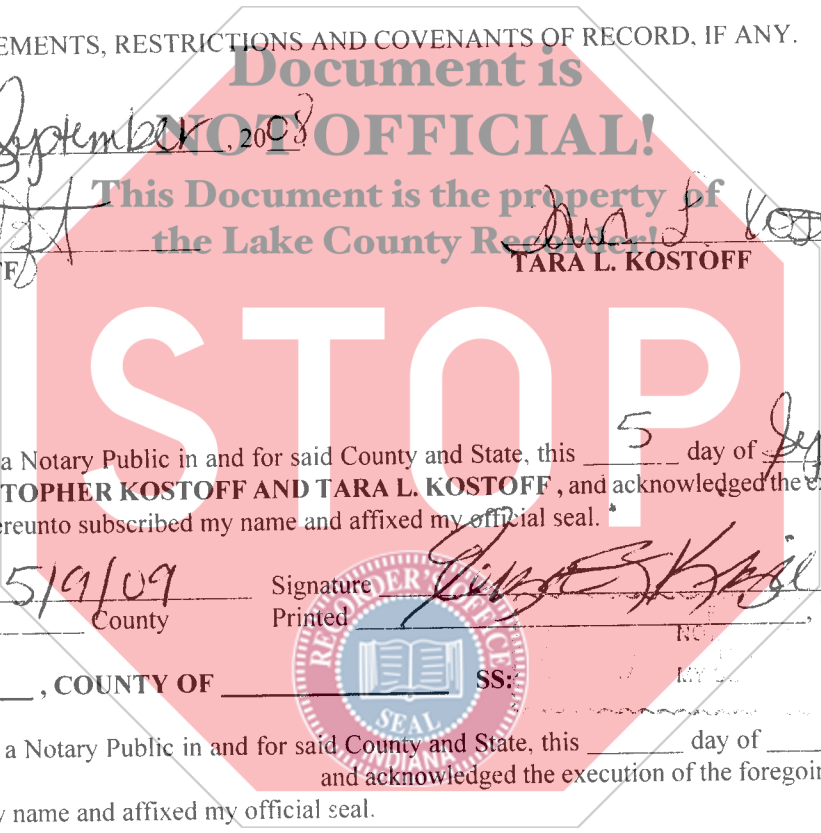 EMENTS, RESTRICTIONS AND COVENANTS OF RECORD, IF ANY.
Document is
September, 2008
NOT OFFICIAL!
This Document is the property of
the Lake County Recorder!
TARA L. KOSTOFF
STOP
a Notary Public in and for said County and State, this 5 day of Sep
TOPHER KOSTOFF AND TARA L. KOSTOFF , and acknowledged the ex
ereunto subscribed my name and affixed my official seal.
5/9/09 Signature
County Printed
RECORDER'S OFFICE
SEAL
INDIANA
, COUNTY OF SS:
a Notary Public in and for said County and State, this day of
and acknowledged the execution of the foregoin
y name and affixed my official seal.